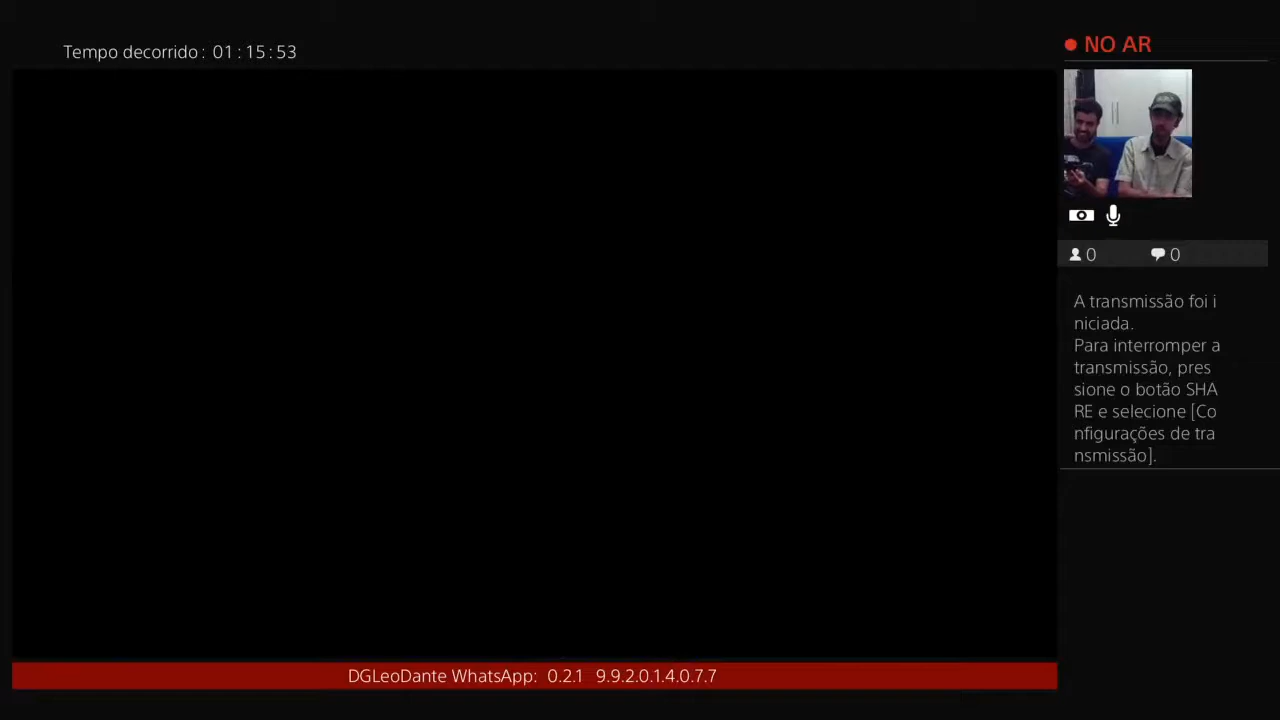 Tempo decorrido: 01:15:53
NO AR
0 0
A transmissão foi i
niciada.
Para interromper a
transmissão, pres
sione o botão SHA
RE e selecione [Co
nfigurações de tra
nsmissão].
DGLeoDante WhatsApp: 0.2.1 9.9.2.0.1.4.0.7.7